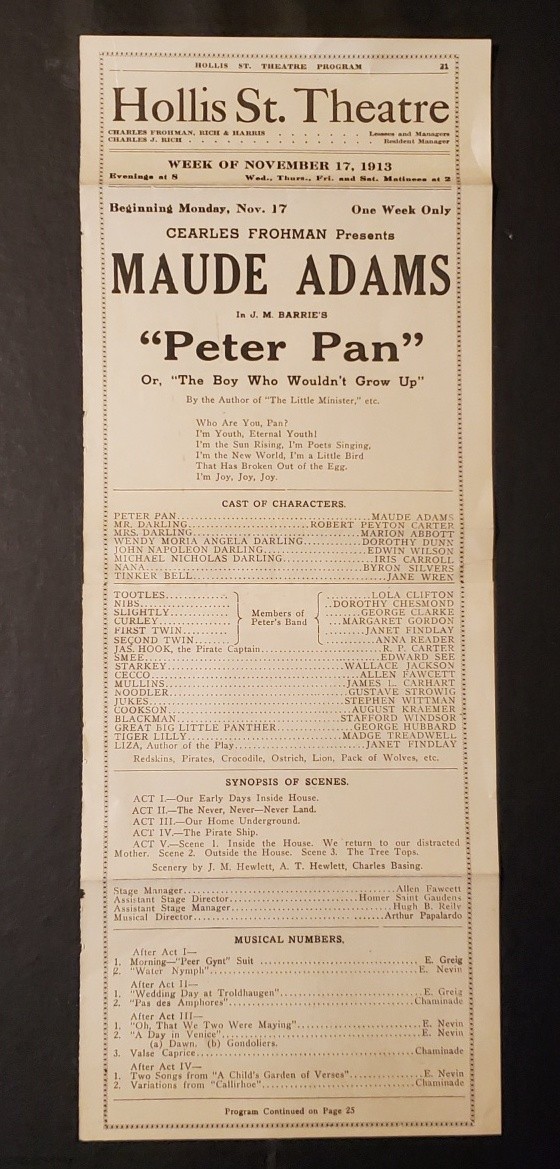 HOLLIS ST. THEATRE PROGRAM 21
Hollis St. Theatre
CHARLES FROHMAN, RICH & HARRIS . . . . . . . Lessees and Managers
CHARLES J. RICH . . . . . . . . . . . . . . Resident Manager
WEEK OF NOVEMBER 17, 1913
Evenings at 8 Wed., Thurs., Fri. and Sat. Matinees at 2
Beginning Monday, Nov. 17 One Week Only
CEARLES FROHMAN Presents
MAUDE ADAMS
In J. M. BARRIE'S
"Peter Pan"
Or, "The Boy Who Wouldn't Grow Up"
By the Author of "The Little Minister," etc.
Who Are You, Pan?
I'm Youth, Eternal Youth!
I'm the Sun Rising, I'm Poets Singing,
I'm the New World, I'm a Little Bird
That Has Broken Out of the Egg.
I'm Joy, Joy, Joy.
CAST OF CHARACTERS.
PETER PAN........MAUDE ADAMS
MR. DARLING........ROBERT PEYTON CARTER
MRS. DARLING........MARION ABBOTT
WENDY MORIA ANGELA DARLING........DOROTHY DUNN
JOHN NAPOLEON DARLING........EDWIN WILSON
MICHAEL NICHOLAS DARLING........IRIS CARROLL
NANA........BYRON SILVERS
TINKER BELL........JANE WREN
TOOTLES........LOLA CLIFTON
NIBS........DOROTHY CHESMOND
SLIGHTLY........GEORGE CLARKE
CURLEY........Members of Peter's Band........MARGARET GORDON
FIRST TWIN........JANET FINDLAY
SECOND TWIN........ANNA READER
JAS. HOOK, the Pirate Captain........R. P. CARTER
SMEE........EDWARD SEE
STARKEY........WALLACE JACKSON
CECCO........ALLEN FAWCETT
MULLINS........JAMES L. CARHART
NOODLER........GUSTAVE STROWIG
JUKES........STEPHEN WITTMAN
COOKSON........AUGUST KRAEMER
BLACKMAN........STAFFORD WINDSOR
GREAT BIG LITTLE PANTHER........GEORGE HUBBARD
TIGER LILLY........MADGE TREADWELL
LIZA, Author of the Play........JANET FINDLAY
Redskins, Pirates, Crocodile, Ostrich, Lion, Pack of Wolves, etc.
SYNOPSIS OF SCENES.
ACT I.—Our Early Days Inside House.
ACT II.—The Never, Never—Never Land.
ACT III.—Our Home Underground.
ACT IV.—The Pirate Ship.
ACT V.—Scene 1. Inside the House. We return to our distracted
Mother. Scene 2. Outside the House. Scene 3. The Tree Tops.
Scenery by J. M. Hewlett, A. T. Hewlett, Charles Basing.
Stage Manager........Allen Fawcett
Assistant Stage Director........Homer Saint Gaudens
Assistant Stage Manager........Hugh B. Reily
Musical Director........Arthur Papalardo
MUSICAL NUMBERS.
After Act I—
1. Morning—"Peer Gynt" Suit ........E. Greig
2. "Water Nymph"........E. Nevin
After Act II—
1. "Wedding Day at Troldhaugen"........E. Greig
2. "Pas des Amphores"........Chaminade
After Act III—
1. "Oh, That We Two Were Maying"........E. Nevin
2. "A Day in Venice"........E. Nevin
(a) Dawn. (b) Gondoliers.
3. Valse Caprice........Chaminade
After Act IV—
1. Two Songs from "A Child's Garden of Verses"........E. Nevin
2. Variations from "Callirhoe"........Chaminade
Program Continued on Page 25